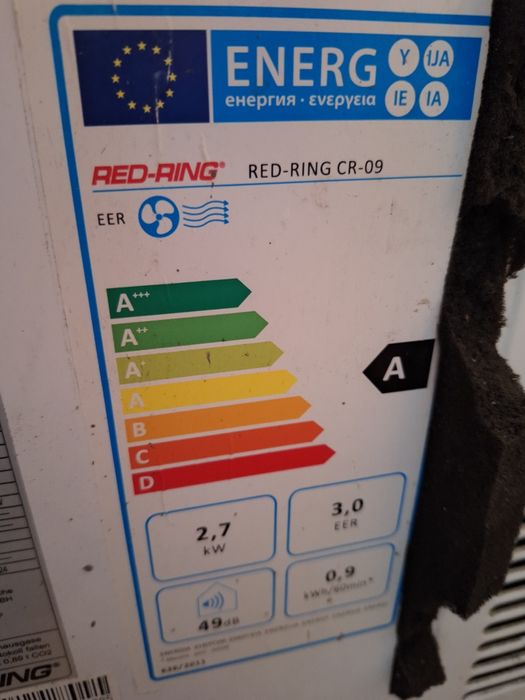 ENERG
Y
IJA
енергия · ενεργεια
IE
IA
RED-RING®
RED-RING CR-09
EER
A+++
A++
A+
A
A
B
C
D
2,7
kW
3,0
EER
49dB
0,9
kWh/60min*
626/2011
RING